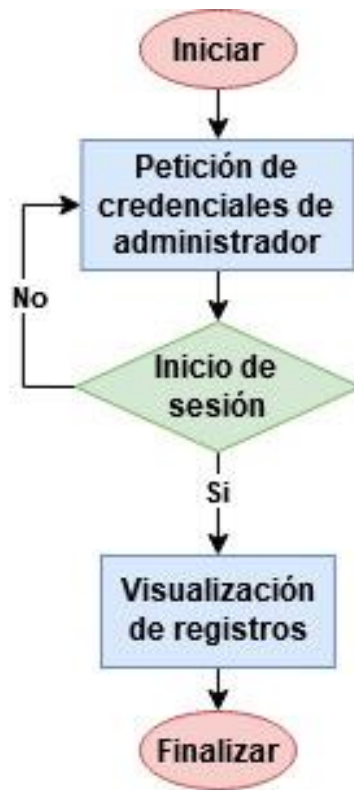 Iniciar
Petición de
credenciales de
administrador
No
Inicio de
sesión
Si
Visualización
de registros
Finalizar